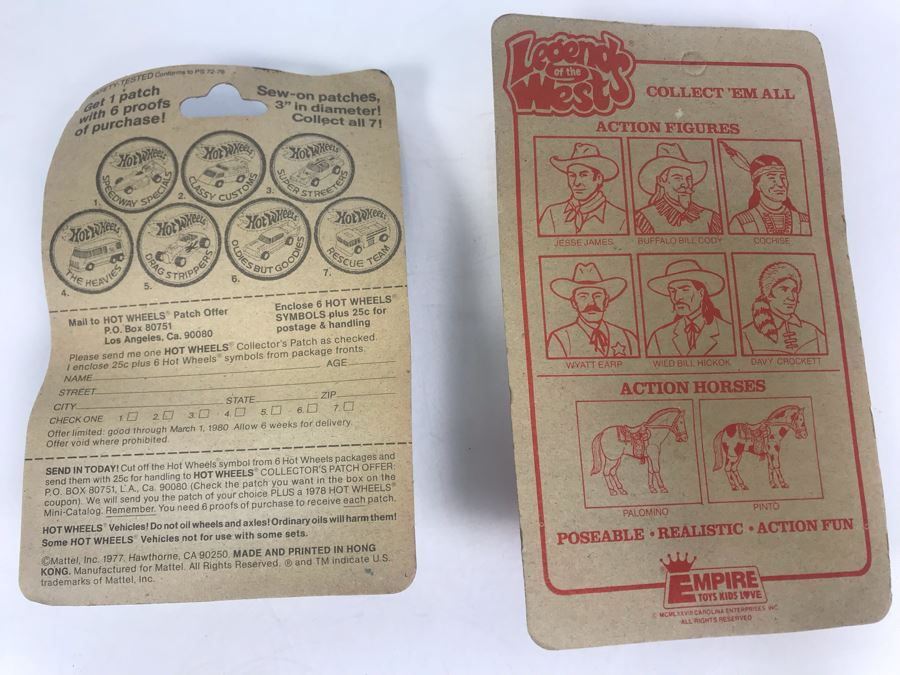 SAFETY-TESTED Conforms to PS 72-76
Get 1 patch
with 6 proofs
of purchase!
Sew-on patches,
3" in diameter!
Collect all 7!
Hot Wheels
SPEEDWAY SPECIALS
1.
Hot Wheels
CLASSY CUSTOMS
2.
Hot Wheels
SUPER STREETERS
3.
Hot Wheels
THE HEAVIES
4.
Hot Wheels
DRAG STRIPPERS
5.
Hot Wheels
OLDIES BUT GOODIES
6.
Hot Wheels
RESCUE TEAM
7.
Mail to HOT WHEELS® Patch Offer
P.O. Box 80751
Los Angeles, Ca. 90080
Enclose 6 HOT WHEELS®
SYMBOLS plus 25c for
postage & handling
Please send me one HOT WHEELS® Collector's Patch as checked.
I enclose 25c plus 6 Hot Wheels® symbols from package fronts.
NAME AGE
STREET
CITY STATE ZIP
CHECK ONE 1.□ 2.□ 3.□ 4.□ 5.□ 6.□ 7.□
Offer limited: good through March 1, 1980 Allow 6 weeks for delivery.
Offer void where prohibited.
SEND IN TODAY! Cut off the Hot Wheels symbol from 6 Hot Wheels packages and
send them with 25c for handling to HOT WHEELS® COLLECTOR'S PATCH OFFER:
P.O. BOX 80751, L.A., Ca. 90080 (Check the patch you want in the box on the
coupon). We will send you the patch of your choice PLUS a 1978 HOT WHEELS®
Mini-Catalog. Remember. You need 6 proofs of purchase to receive each patch.
HOT WHEELS® Vehicles! Do not oil wheels and axles! Ordinary oils will harm them!
Some HOT WHEELS® Vehicles not for use with some sets.
©Mattel, Inc. 1977. Hawthorne, CA 90250. MADE AND PRINTED IN HONG
KONG. Manufactured for Mattel. All Rights Reserved. ® and TM indicate U.S.
trademarks of Mattel, Inc.
Legends
of the
West
COLLECT 'EM ALL
ACTION FIGURES
JESSE JAMES BUFFALO BILL CODY COCHISE
WYATT EARP WILD BILL HICKOK DAVY CROCKETT
ACTION HORSES
PALOMINO PINTO
POSEABLE • REALISTIC • ACTION FUN
EMPIRE
TOYS KIDS LOVE
© MCMLXXVIII CAROLINA ENTERPRISES INC
ALL RIGHTS RESERVED